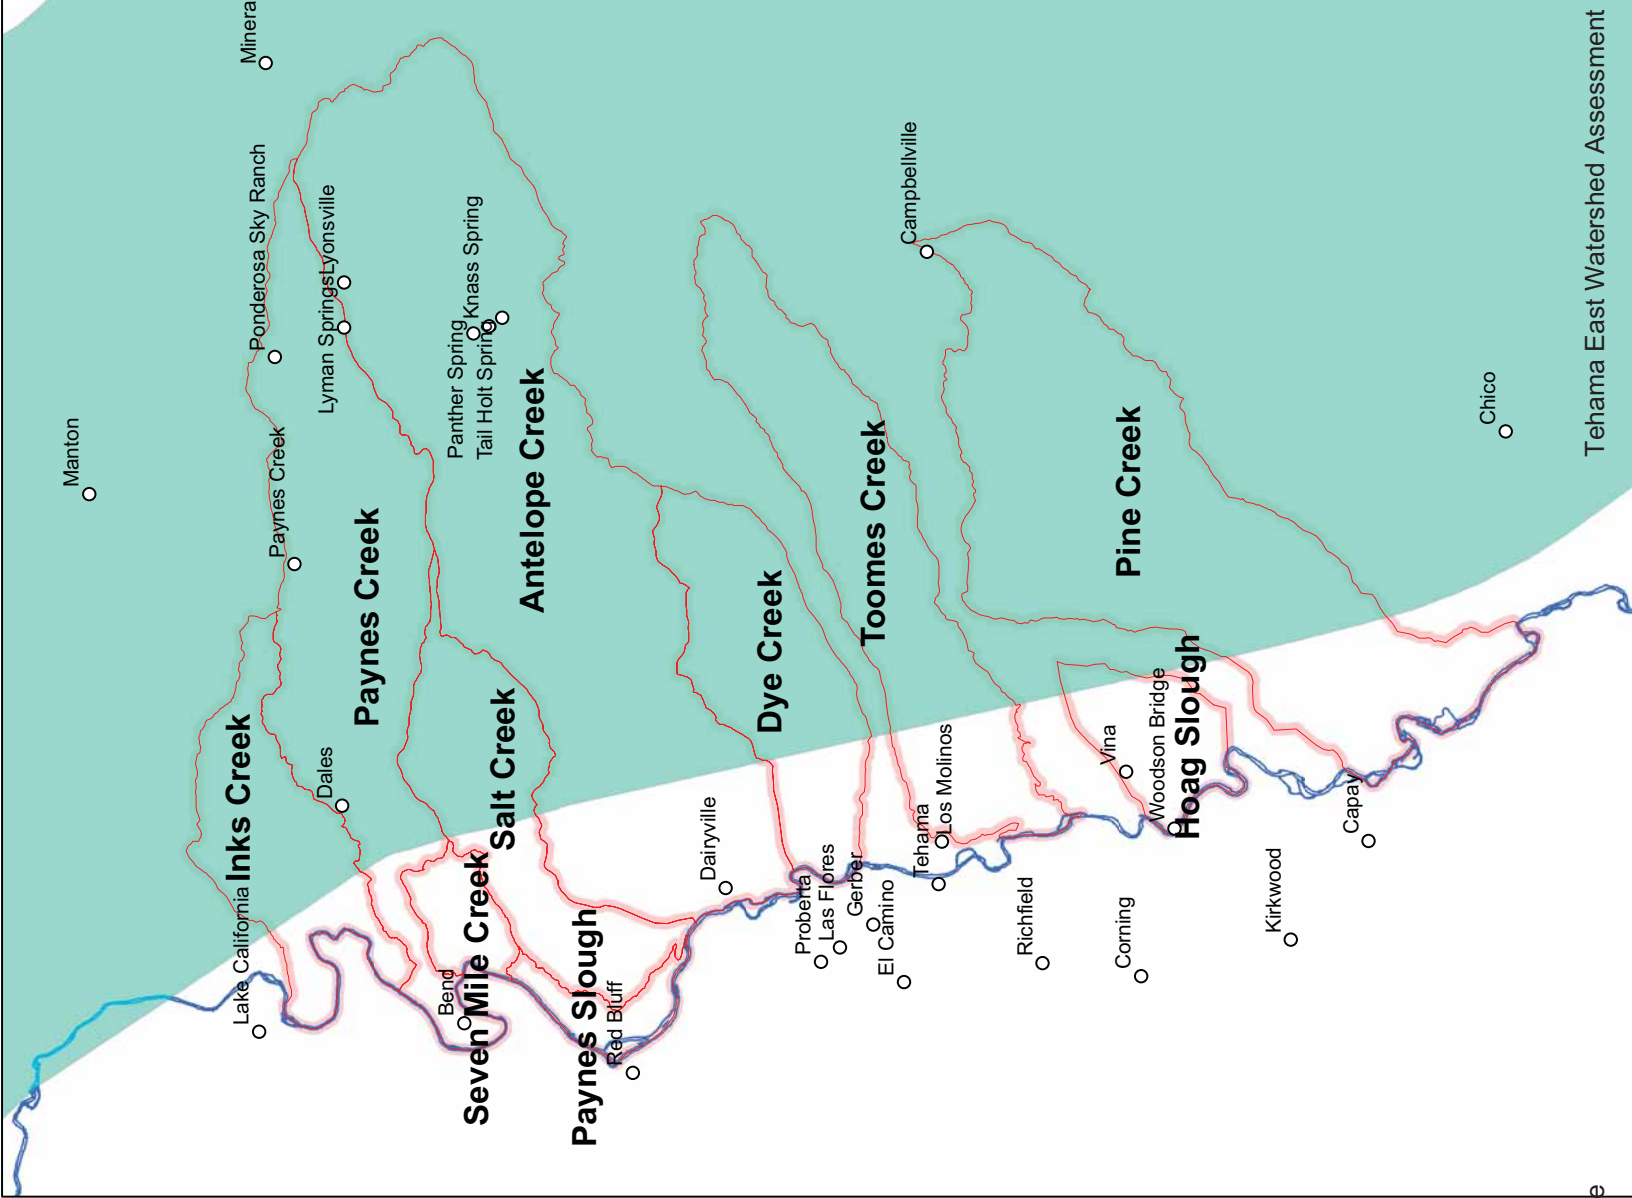 Mineral
Manton
Ponderosa Sky Ranch
Paynes Creek
Lyonsville
Lyman Springs
Knass Spring
Panther Spring
Tail Holt Spring
Campbellville
Chico
Paynes Creek
Antelope Creek
Toomes Creek
Pine Creek
Dye Creek
Inks Creek
Salt Creek
Hoag Slough
Seven Mile Creek
Paynes Slough
Dales
Lake California
Bend
Red Bluff
Dairyville
Proberta
Las Flores
Gerber
El Camino
Tehama
Los Molinos
Richfield
Corning
Vina
Woodson Bridge
Kirkwood
Capay
Tehama East Watershed Assessment
e